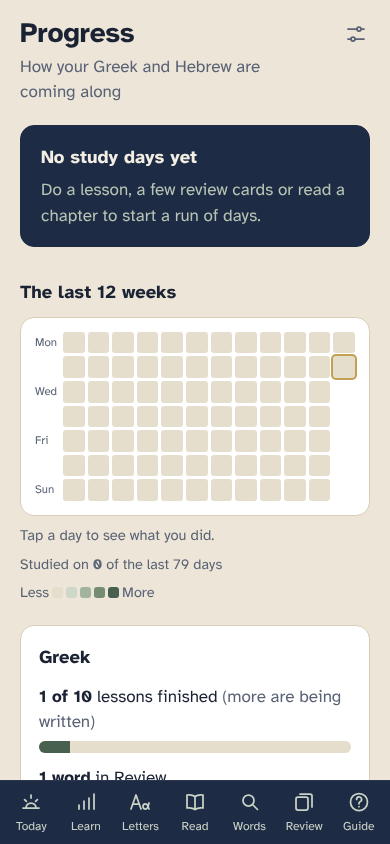 Progress
How your Greek and Hebrew are
coming along
No study days yet
Do a lesson, a few review cards or read a
chapter to start a run of days.
The last 12 weeks
Mon
Wed
Fri
Sun
Tap a day to see what you did.
Studied on 0 of the last 79 days
Less More
Greek
1 of 10 lessons finished (more are being
written)
1 word in Review
Today Learn Letters Read Words Review Guide